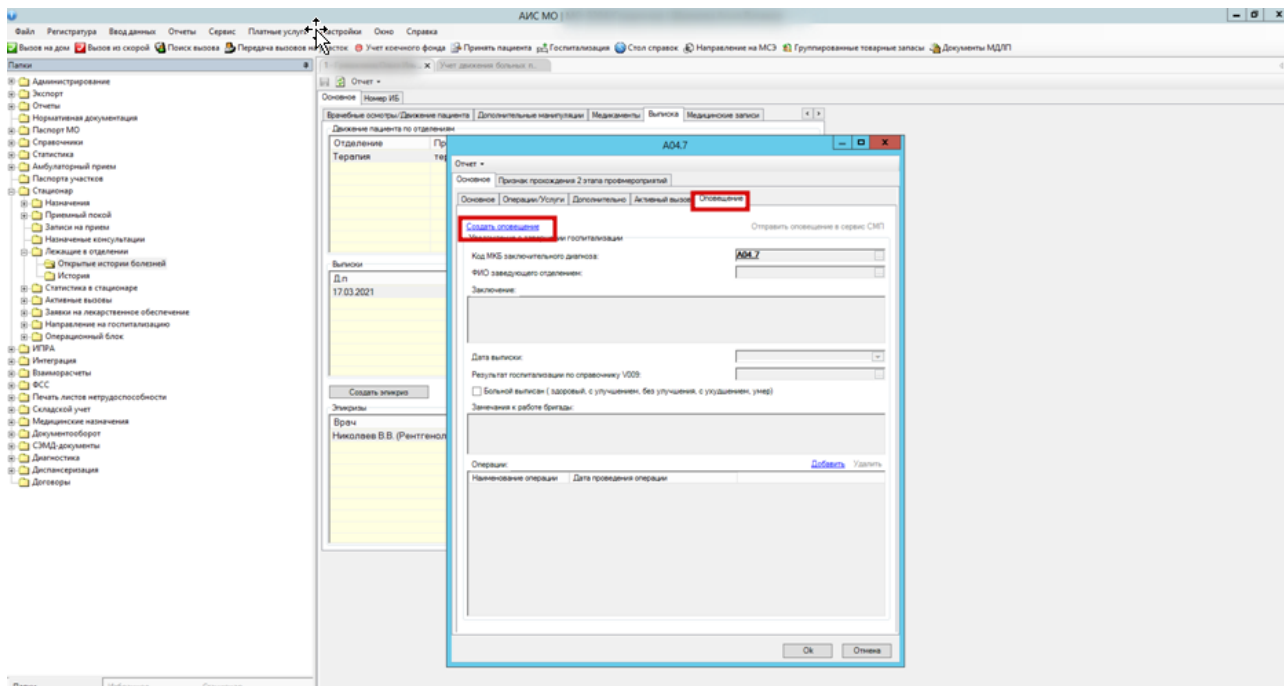 АИС МО |
Файл Регистратура Ввод данных Отчеты Сервис Платные услуги Настройки Окно Справка
Вызов на дом Вызов из скорой Поиск вызова Передача вызовов на участок Учет коечного фонда Принять пациента Госпитализация Стол справок Направление на МСЭ Группированные товарные запасы Документы МДЛП
Папки
Учет движения больных п...
Отчет
Администрирование
Экспорт
Отчеты
Нормативная документация
Паспорт МО
Справочники
Статистика
Амбулаторный прием
Паспорта участков
Стационар
Назначения
Приемный покой
Записи на прием
Назначеные консультации
Лежащие в отделении
Открытые истории болезней
История
Статистика в стационаре
Активные вызовы
Заявки на лекарственное обеспечение
Направление на госпитализацию
Операционный блок
ИПРА
Интеграция
Взаиморасчеты
ФСС
Печать листов нетрудоспособности
Складской учет
Медицинские назначения
Документооборот
СЭМД-документы
Диагностика
Диспансеризация
Договоры
Основное Номер ИБ
Врачебные осмотры/Движение пациента Дополнительные манипуляции Медикаменты Выписка Медицинские записи
Движение пациента по отделениям
Отделение Пр
Терапия тер
Выписки
Д.п
17.03.2021
Создать эпикриз
Эпикризы
Врач
Николаев В.В. (Рентгенол
A04.7
Отчет
Основное Признак прохождения 2 этапа профмероприятий
Основное Операции/Услуги Дополнительно Активный вызов Оповещение
Создать оповещение Отправить оповещение в сервис СМП
Уведомление о завершении госпитализации
Код МКБ заключительного диагноза: A04.7
ФИО заведующего отделением:
Заключение:
Дата выписки:
Результат госпитализации по справочнику V009:
Больной выписан ( здоровый, с улучшением, без улучшения, с ухудшением, умер)
Замечания к работе бригады:
Операции: Добавить Удалить
Наименование операции Дата проведения операции
Ok Отмена